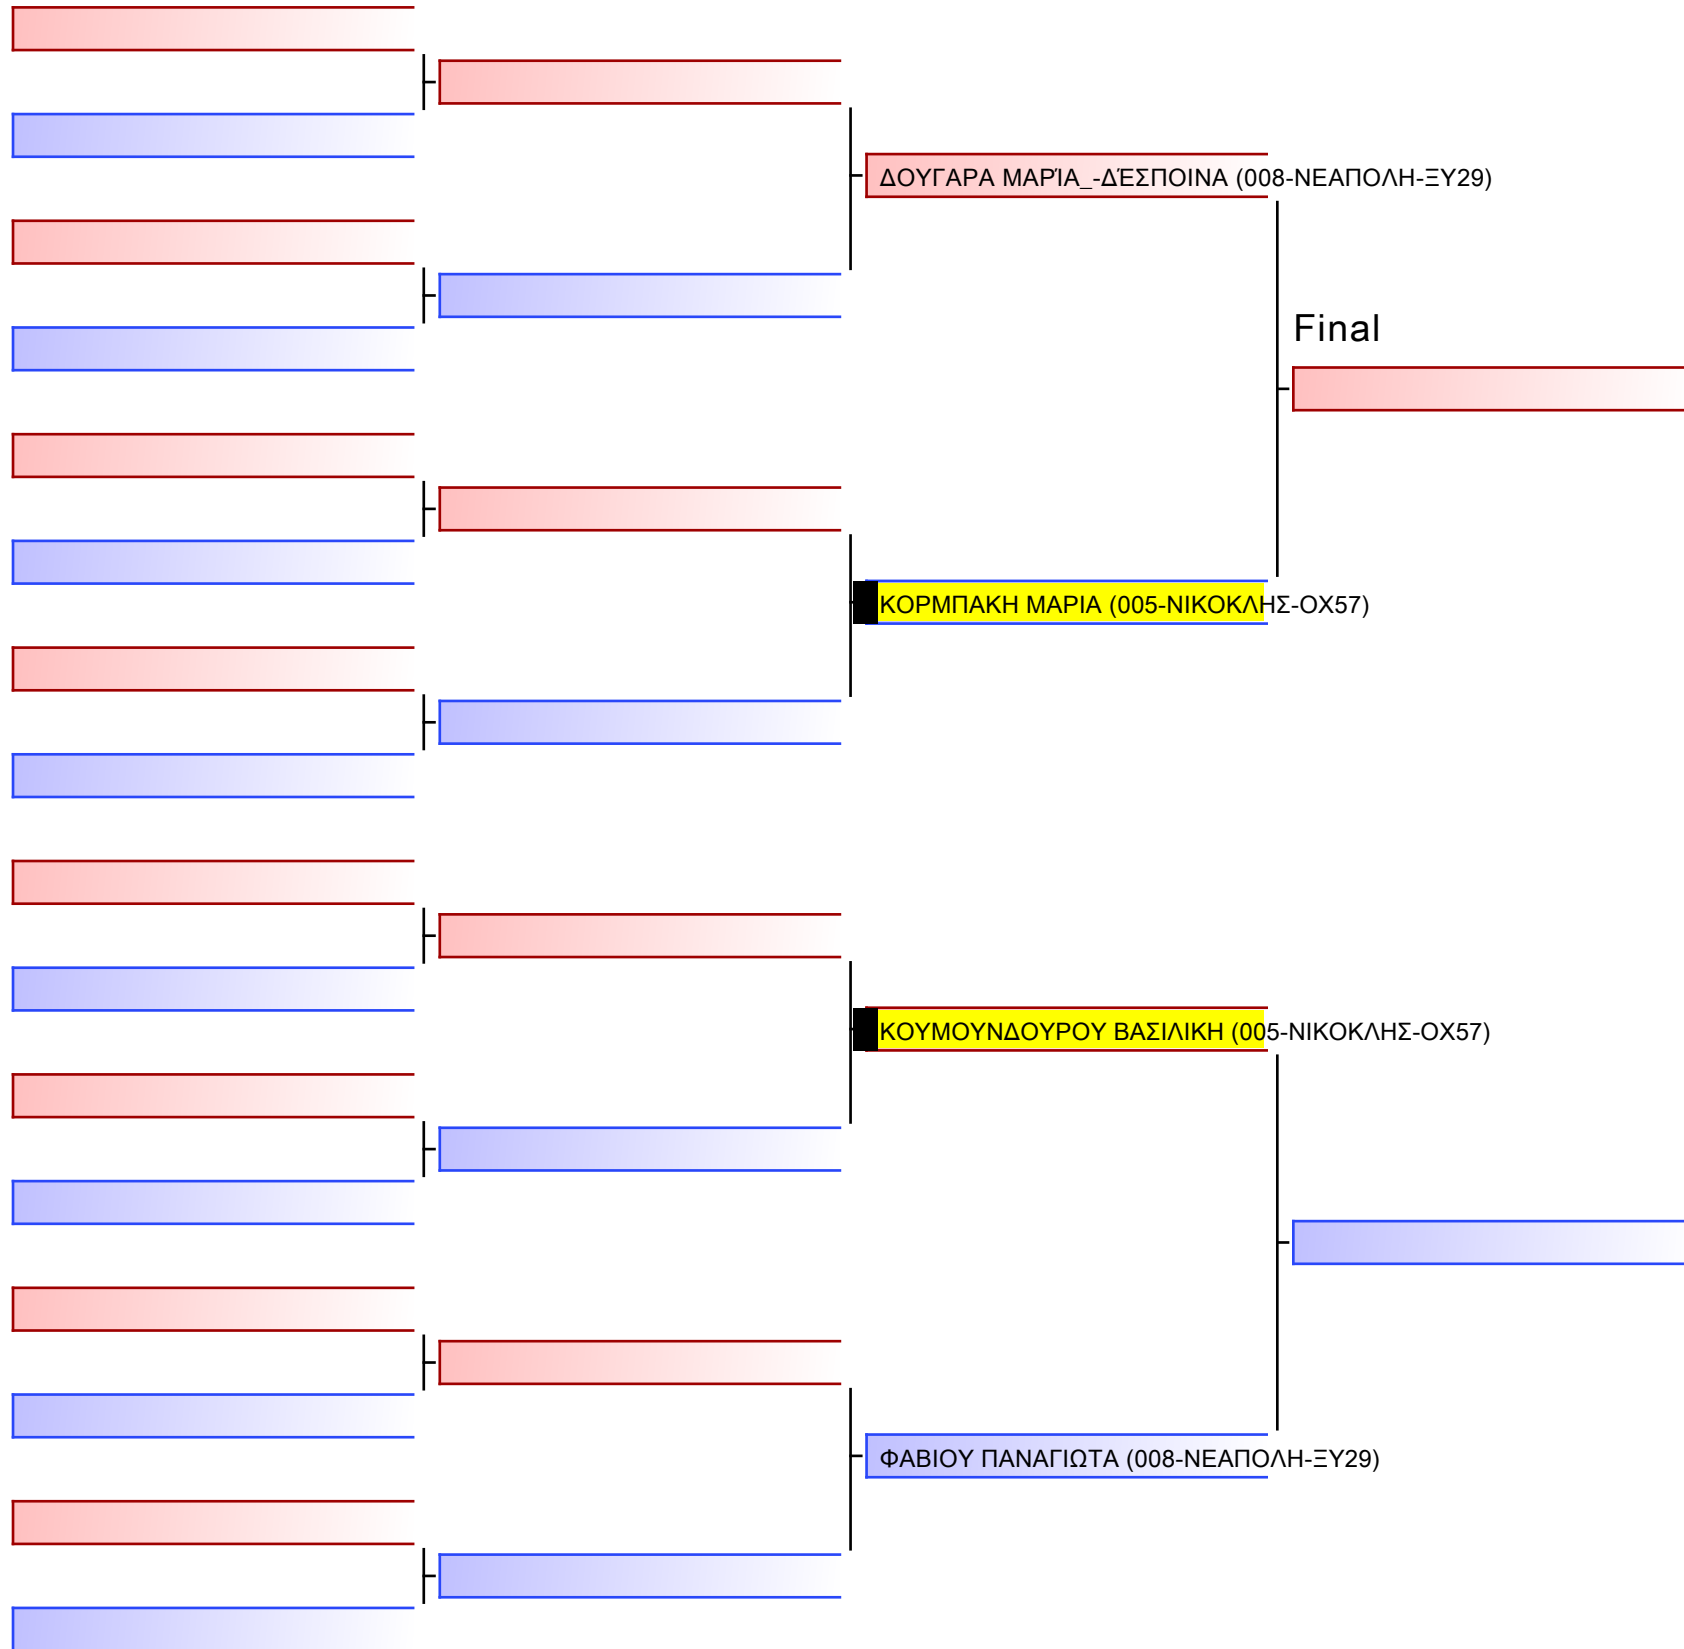 ΔΟΥΓΑΡΑ ΜΑΡΊΑ_-ΔΈΣΠΟΙΝΑ (008-ΝΕΑΠΟΛΗ-ΞΥ29)
Final
ΚΟΡΜΠΑΚΗ ΜΑΡΙΑ (005-ΝΙΚΟΚΛΗΣ-ΟΧ57)
ΚΟΥΜΟΥΝΔΟΥΡΟΥ ΒΑΣΙΛΙΚΗ (005-ΝΙΚΟΚΛΗΣ-ΟΧ57)
ΦΑΒΙΟΥ ΠΑΝΑΓΙΩΤΑ (008-ΝΕΑΠΟΛΗ-ΞΥ29)